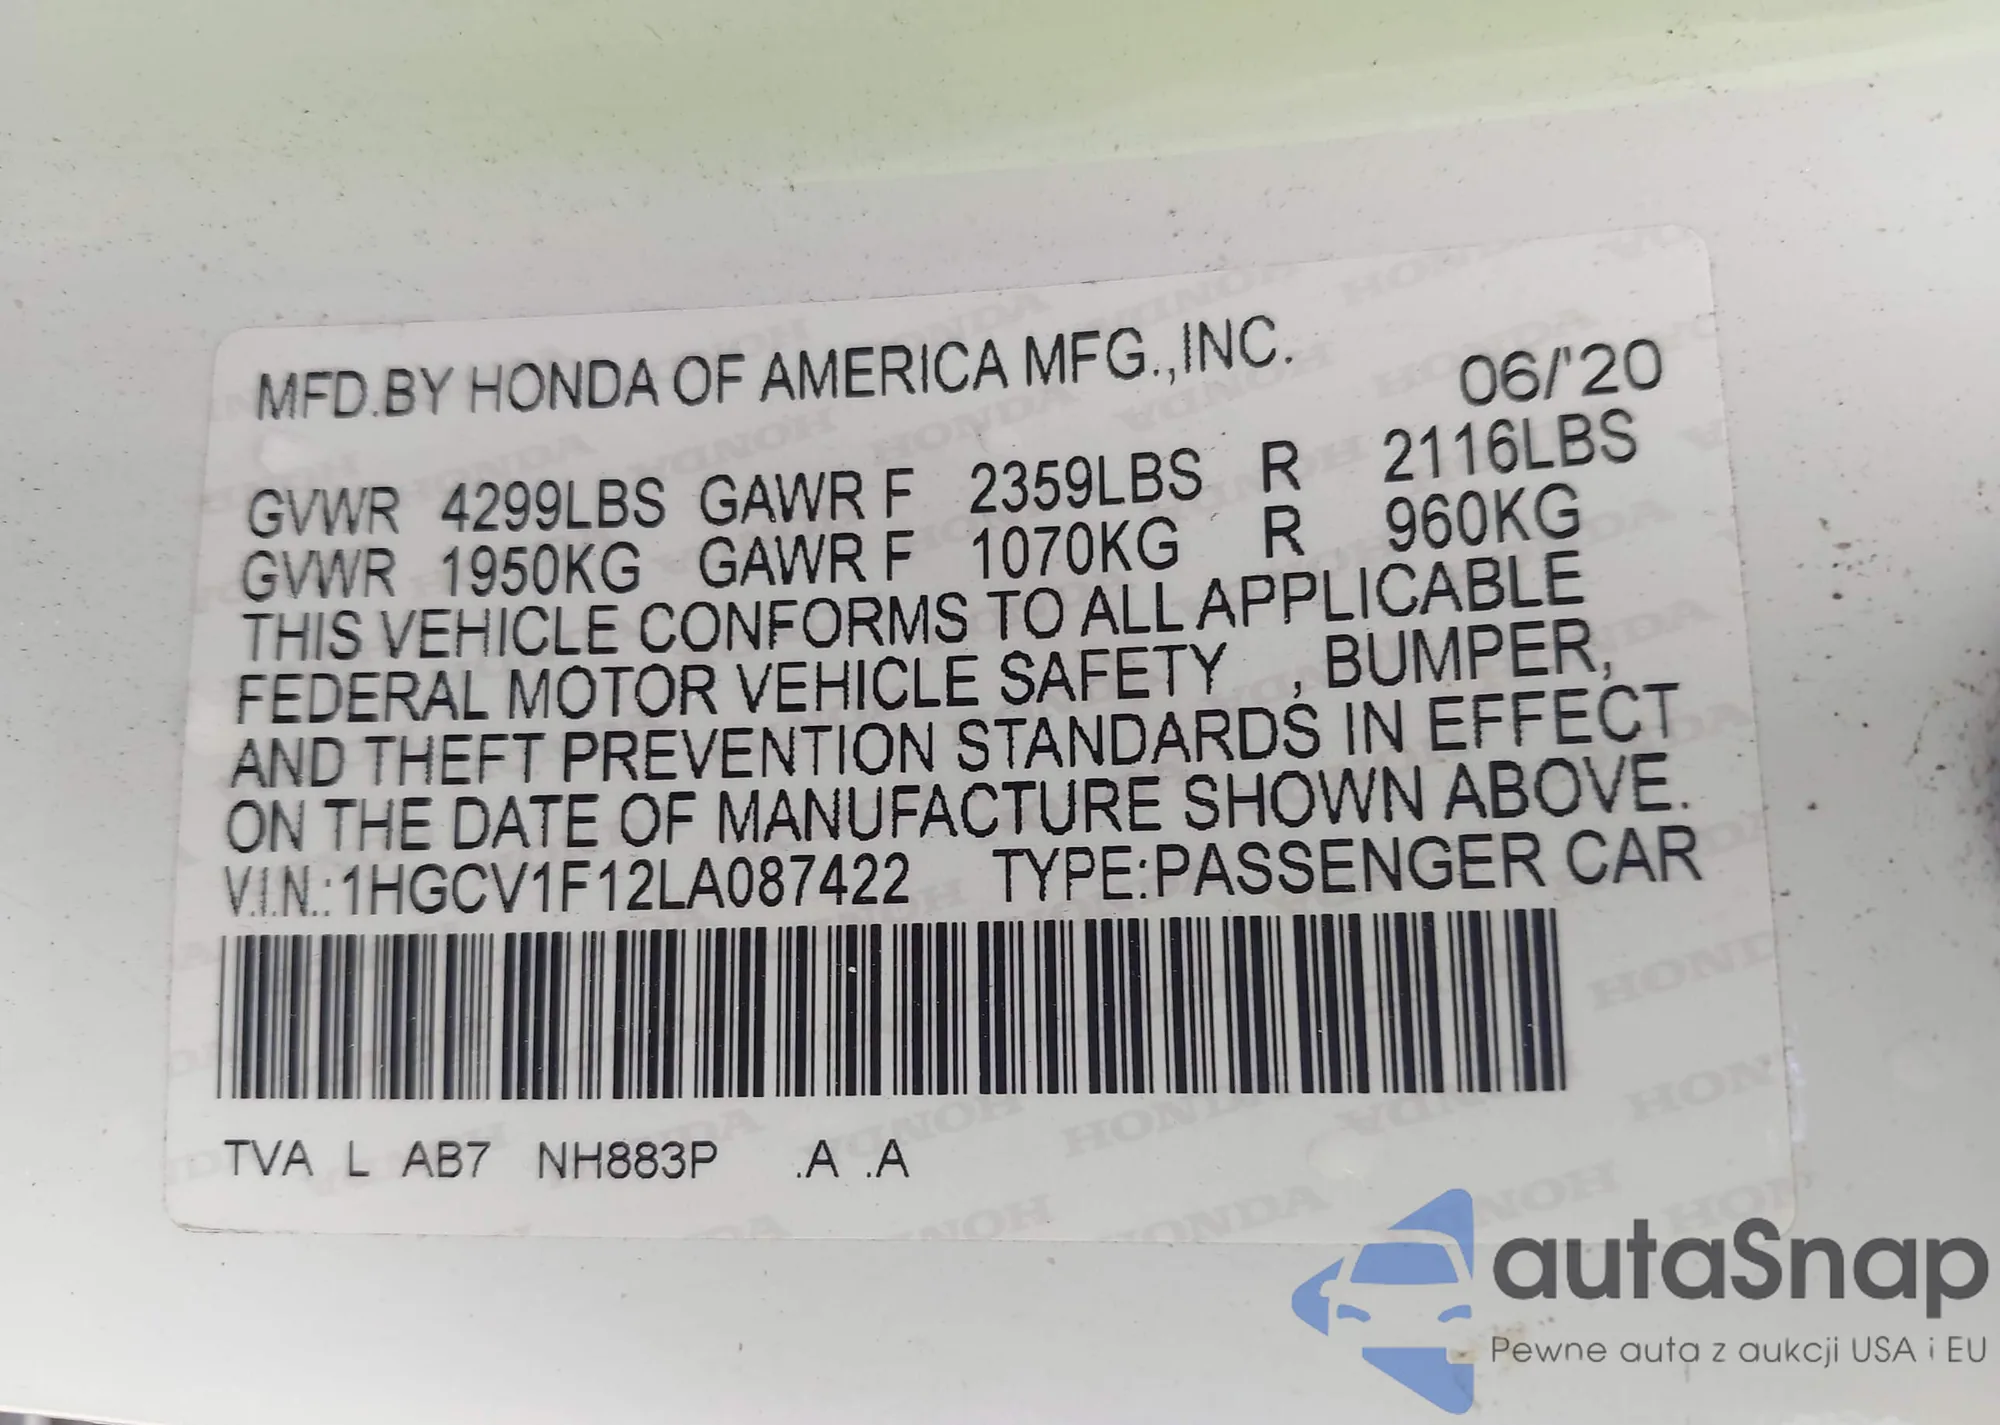 MFD.BY HONDA OF AMERICA MFG.,INC. 06/'20
GVWR 4299LBS GAWR F 2359LBS R 2116LBS
GVWR 1950KG GAWR F 1070KG R 960KG
THIS VEHICLE CONFORMS TO ALL APPLICABLE
FEDERAL MOTOR VEHICLE SAFETY , BUMPER,
AND THEFT PREVENTION STANDARDS IN EFFECT
ON THE DATE OF MANUFACTURE SHOWN ABOVE.
V.I.N.:1HGCV1F12LA087422 TYPE:PASSENGER CAR
TVA L AB7 NH883P .A .A
autaSnap
Pewne auta z aukcji USA i EU